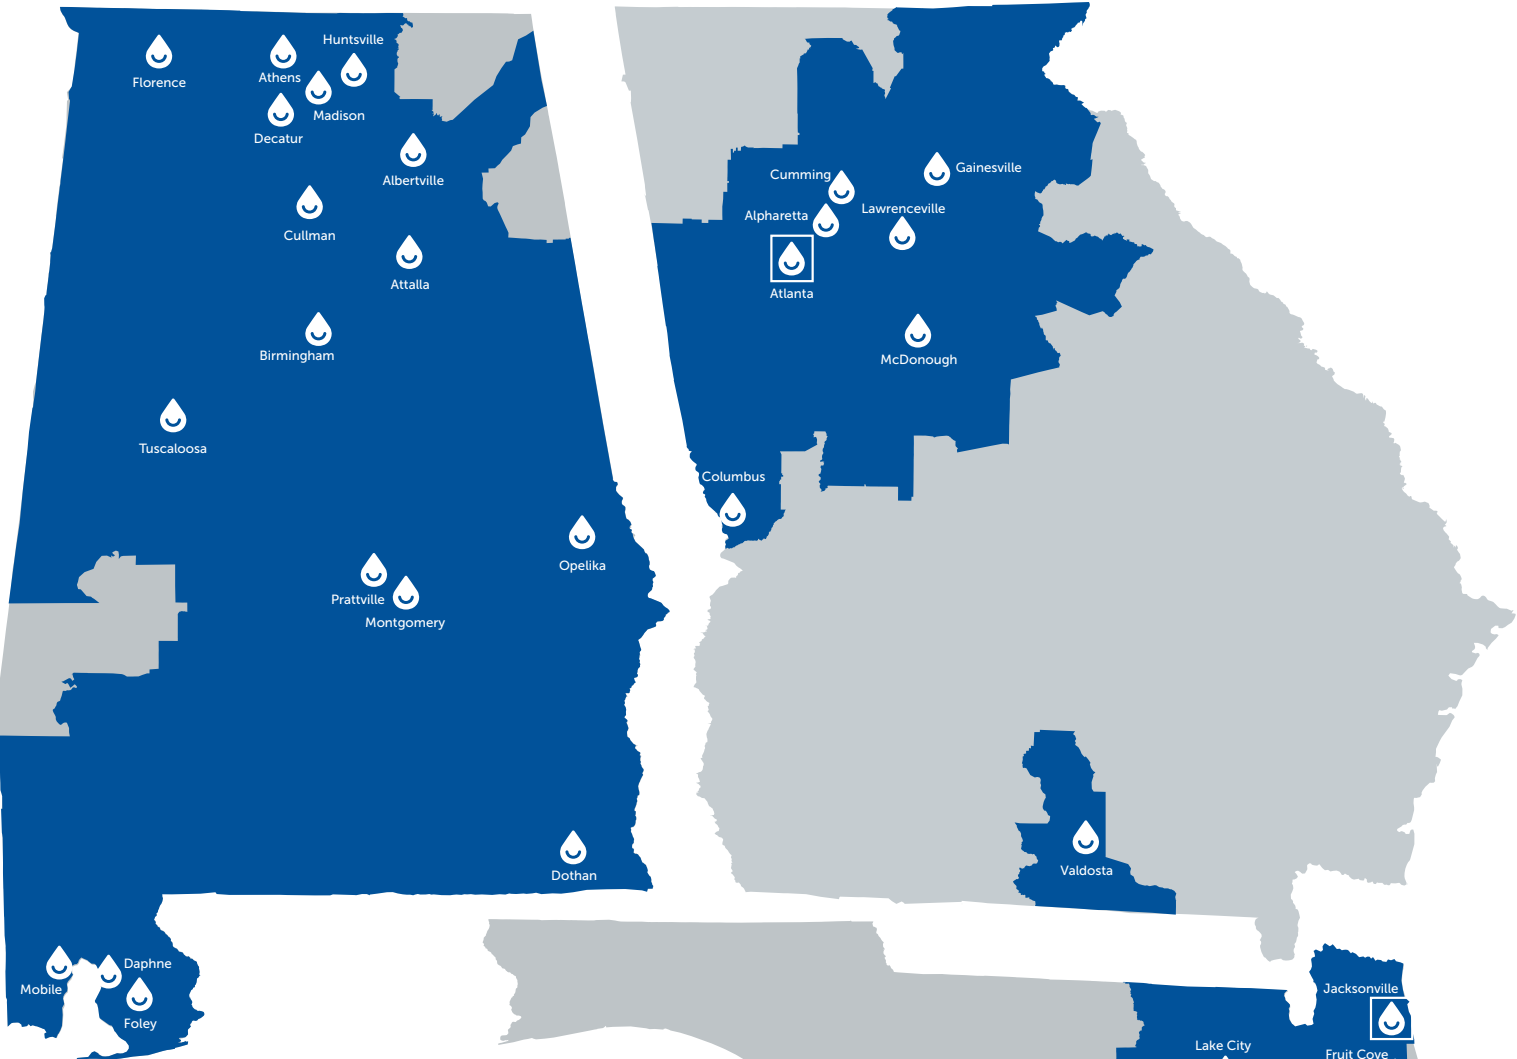 Huntsville
Florence
Athens
Madison
Decatur
Albertville
Cullman
Attalla
Birmingham
Tuscaloosa
Opelika
Prattville
Montgomery
Dothan
Daphne
Mobile
Foley
Gainesville
Cumming
Lawrenceville
Alpharetta
Atlanta
McDonough
Columbus
Valdosta
Jacksonville
Lake City
Fruit Cove